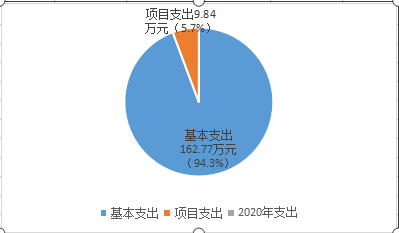 项目支出9.84
万元（5.7%）
基本支出
162.77万元
（94.3%）
基本支出 项目支出 2020年支出